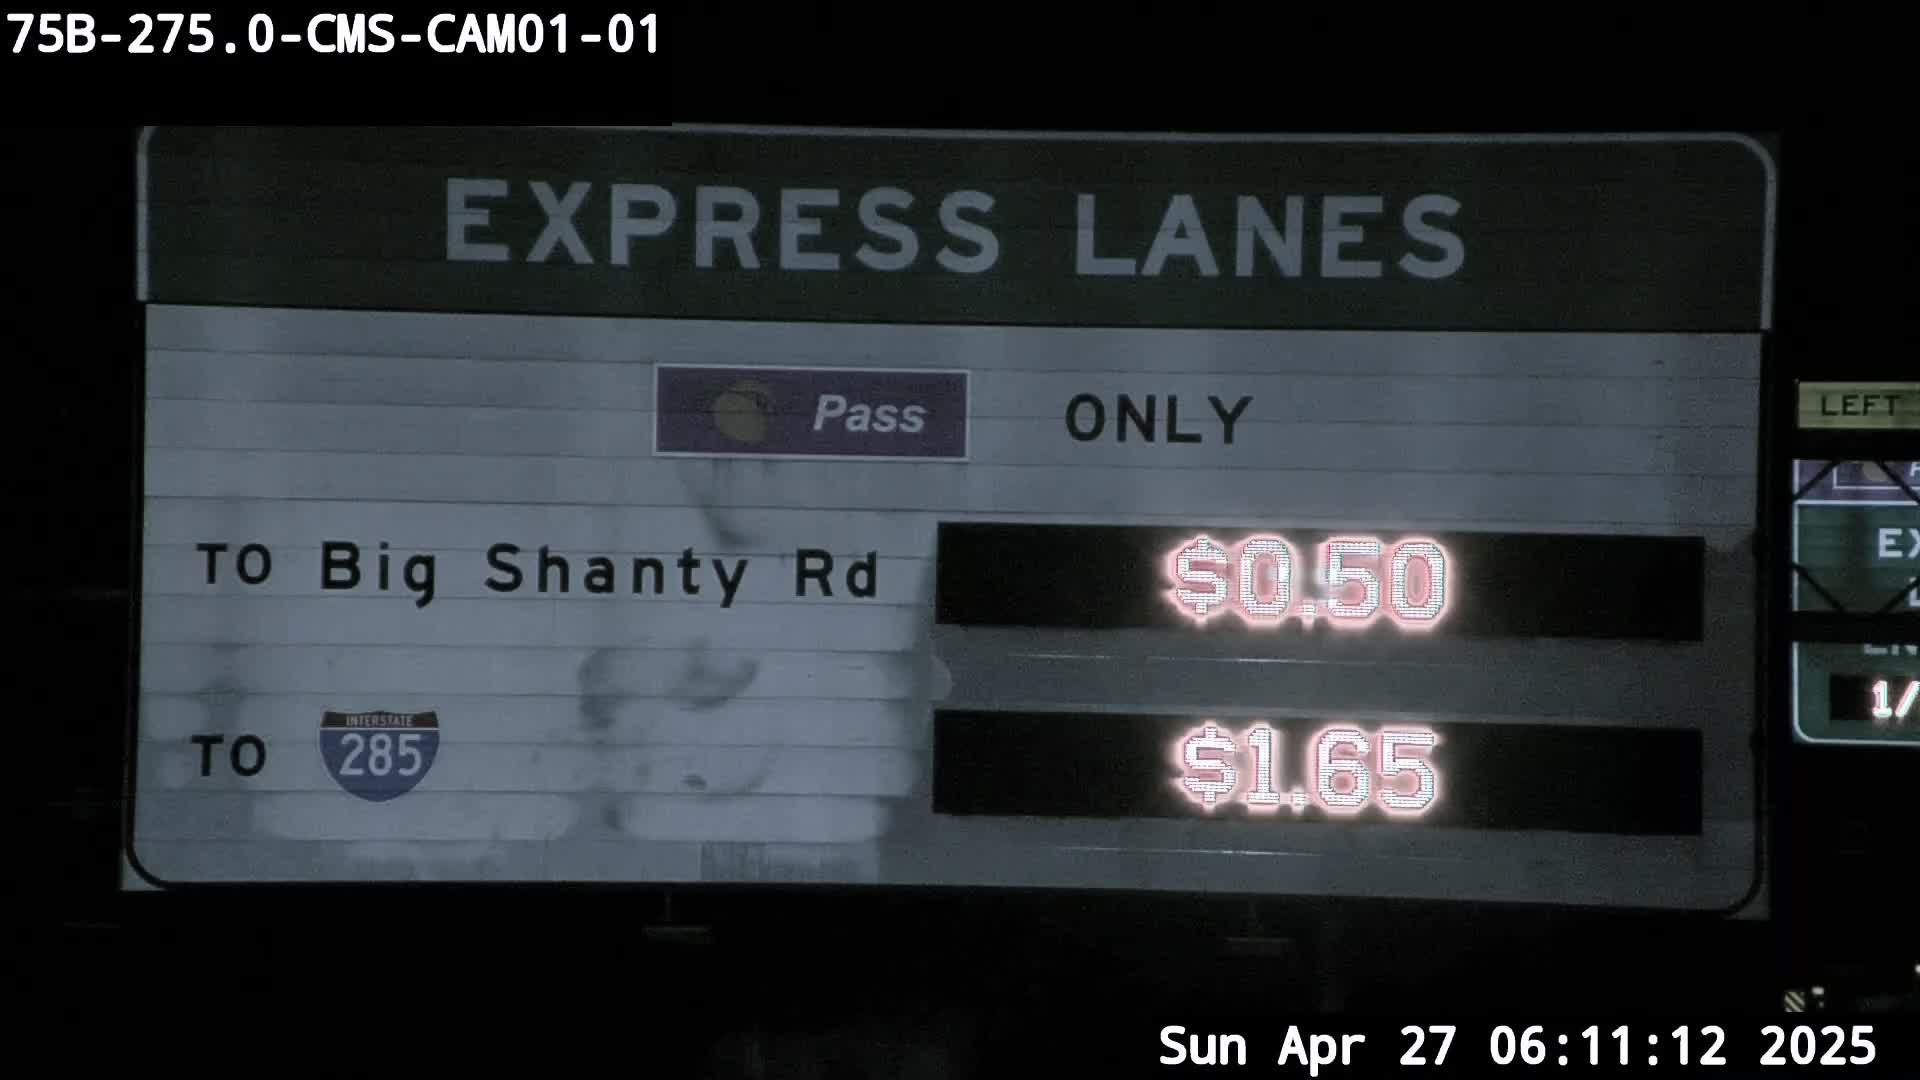 75B-275.0-CMS-CAM01-01
EXPRESS LANES
Pass ONLY
TO Big Shanty Rd $0.50
INTERSTATE
TO 285 $1.65
LEFT
EX
1/
Sun Apr 27 06:11:12 2025